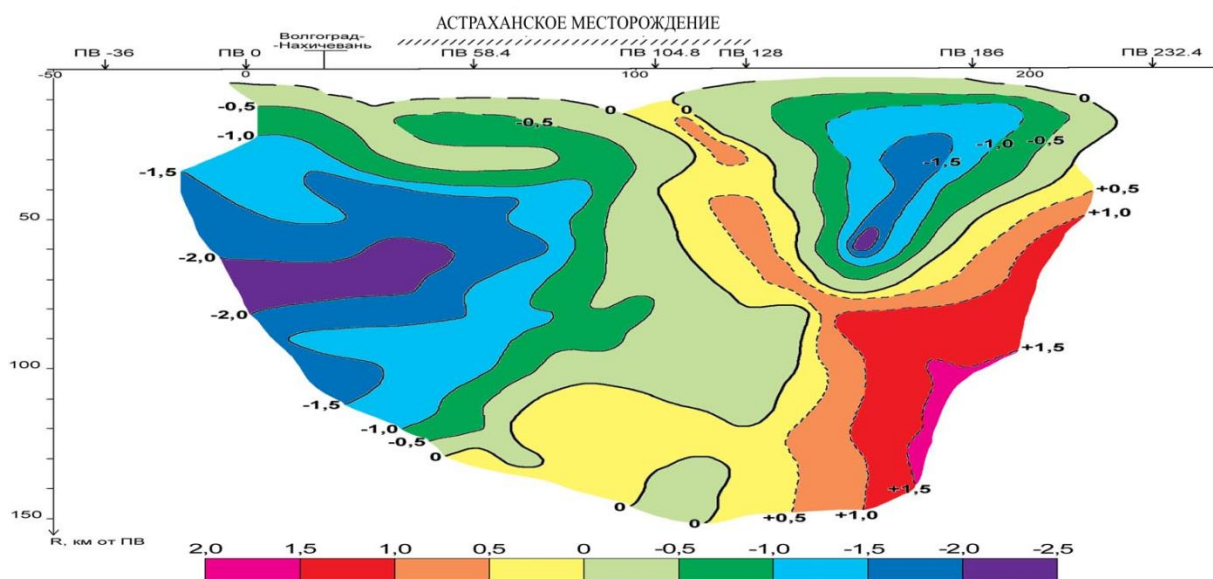 АСТРАХАНСКОЕ МЕСТОРОЖДЕНИЕ
Волгоград-
-Нахичевань
ПВ -36 ПВ 0 ПВ 58.4 ПВ 104.8 ПВ 128 ПВ 186 ПВ 232.4
-50 0 100 200
0 0 0
-0,5 -0,5 -0,5
-1,0 -1,0
-1,5 -1,5
+0,5
50 +1,0
-2,0
-2,0
100 +1,5
-1,5
-1,0
-0,5
0
+1,5
150 0 0 +0,5 +1,0
R, км от ПВ
2,0 1,5 1,0 0,5 0 -0,5 -1,0 -1,5 -2,0 -2,5